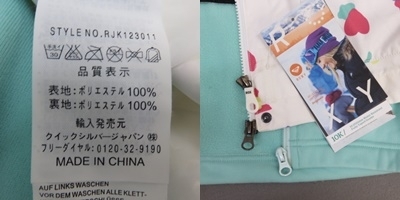 STYLE NO.RJK123011
品質表示
表地:ポリエステル100%
裏地:ポリエステル100%
輸入発売元
クイックシルバージャパン(株)
フリーダイヤル:0120-32-9190
MADE IN CHINA
AUF LINKS WASCHEN
VOR DEM WASCHEN ALLE KLETT-
R
X-Y
10K